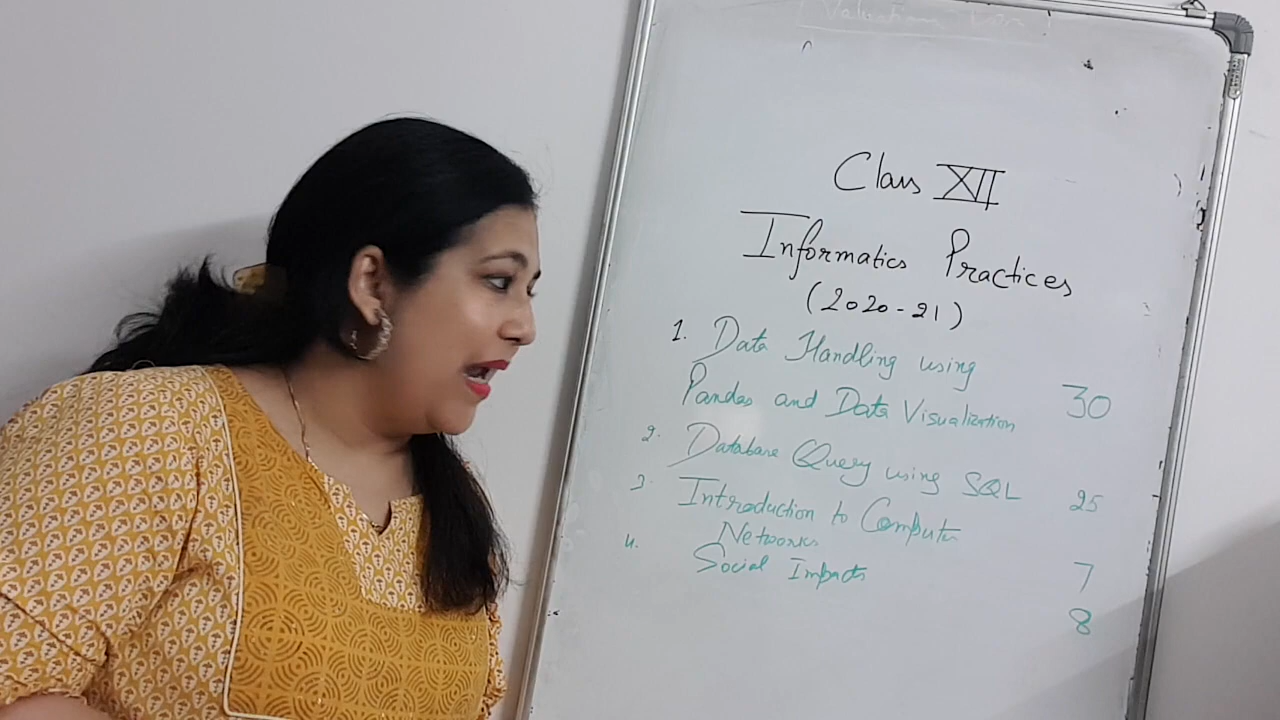 Class XII
Informatics Practices
(2020-21)
1. Data Handling using
Pandas and Data Visualization 30
2. Database Query using SQL 25
3. Introduction to Computer
Networks 7
4. Social Impacts 8